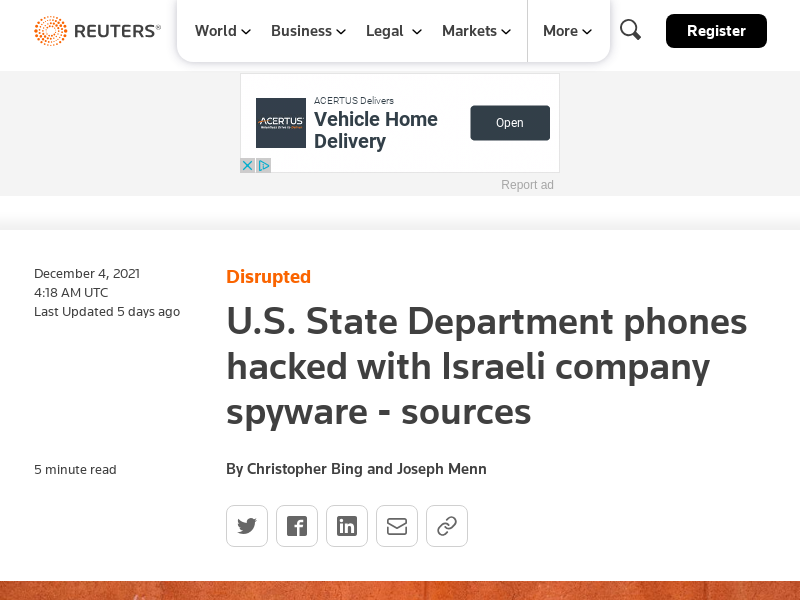 REUTERS®
World
Business
Legal
Markets
More
Register
ACERTUS
ACERTUS Delivers
Vehicle Home
Delivery
Open
Report ad
December 4, 2021
4:18 AM UTC
Last Updated 5 days ago
Disrupted
U.S. State Department phones
hacked with Israeli company
spyware - sources
5 minute read
By Christopher Bing and Joseph Menn